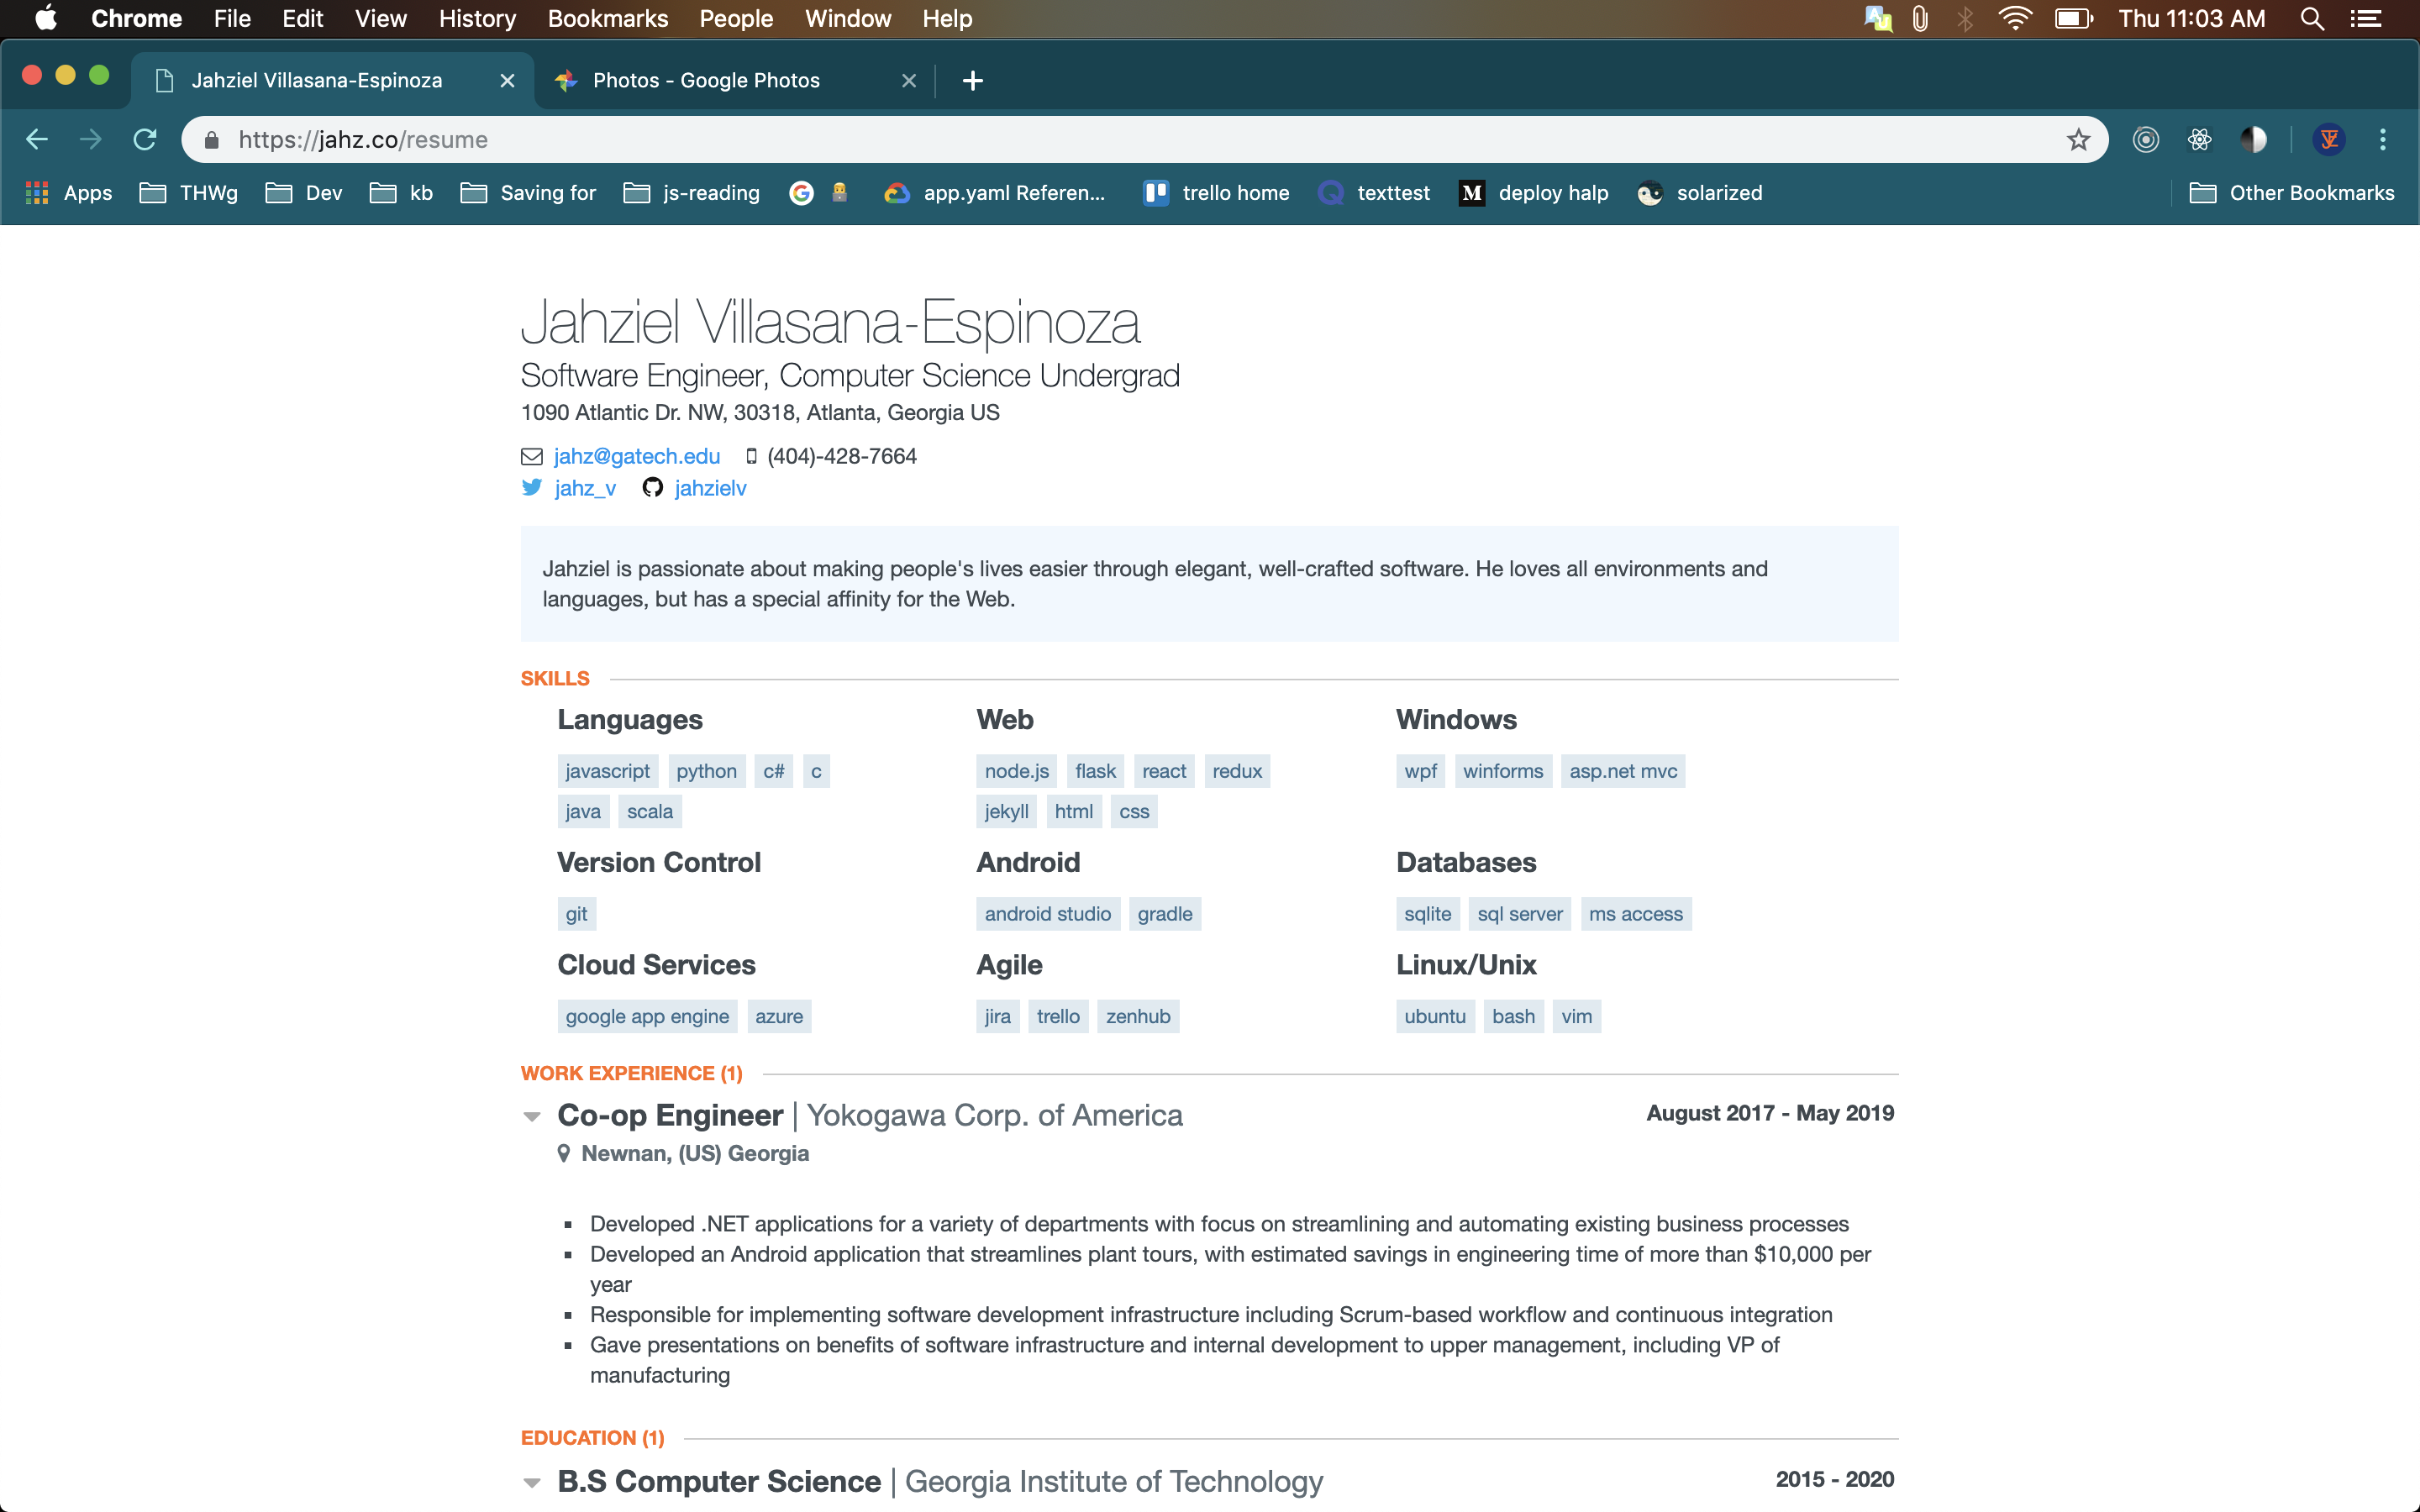 Chrome File Edit View History Bookmarks People Window Help Thu 11:03 AM
Jahziel Villasana-Espinoza Photos - Google Photos
https://jahz.co/resume
Apps THWg Dev kb Saving for js-reading app.yaml Referen... trello home texttest deploy halp solarized Other Bookmarks
Jahziel Villasana-Espinoza
Software Engineer, Computer Science Undergrad
1090 Atlantic Dr. NW, 30318, Atlanta, Georgia US
jahz@gatech.edu (404)-428-7664
jahz_v jahzielv
Jahziel is passionate about making people's lives easier through elegant, well-crafted software. He loves all environments and
languages, but has a special affinity for the Web.
SKILLS
Languages Web Windows
javascript python c# c node.js flask react redux wpf winforms asp.net mvc
java scala jekyll html css
Version Control Android Databases
git android studio gradle sqlite sql server ms access
Cloud Services Agile Linux/Unix
google app engine azure jira trello zenhub ubuntu bash vim
WORK EXPERIENCE (1)
Co-op Engineer | Yokogawa Corp. of America August 2017 - May 2019
Newnan, (US) Georgia
Developed .NET applications for a variety of departments with focus on streamlining and automating existing business processes
Developed an Android application that streamlines plant tours, with estimated savings in engineering time of more than $10,000 per
year
Responsible for implementing software development infrastructure including Scrum-based workflow and continuous integration
Gave presentations on benefits of software infrastructure and internal development to upper management, including VP of
manufacturing
EDUCATION (1)
B.S Computer Science | Georgia Institute of Technology 2015 - 2020